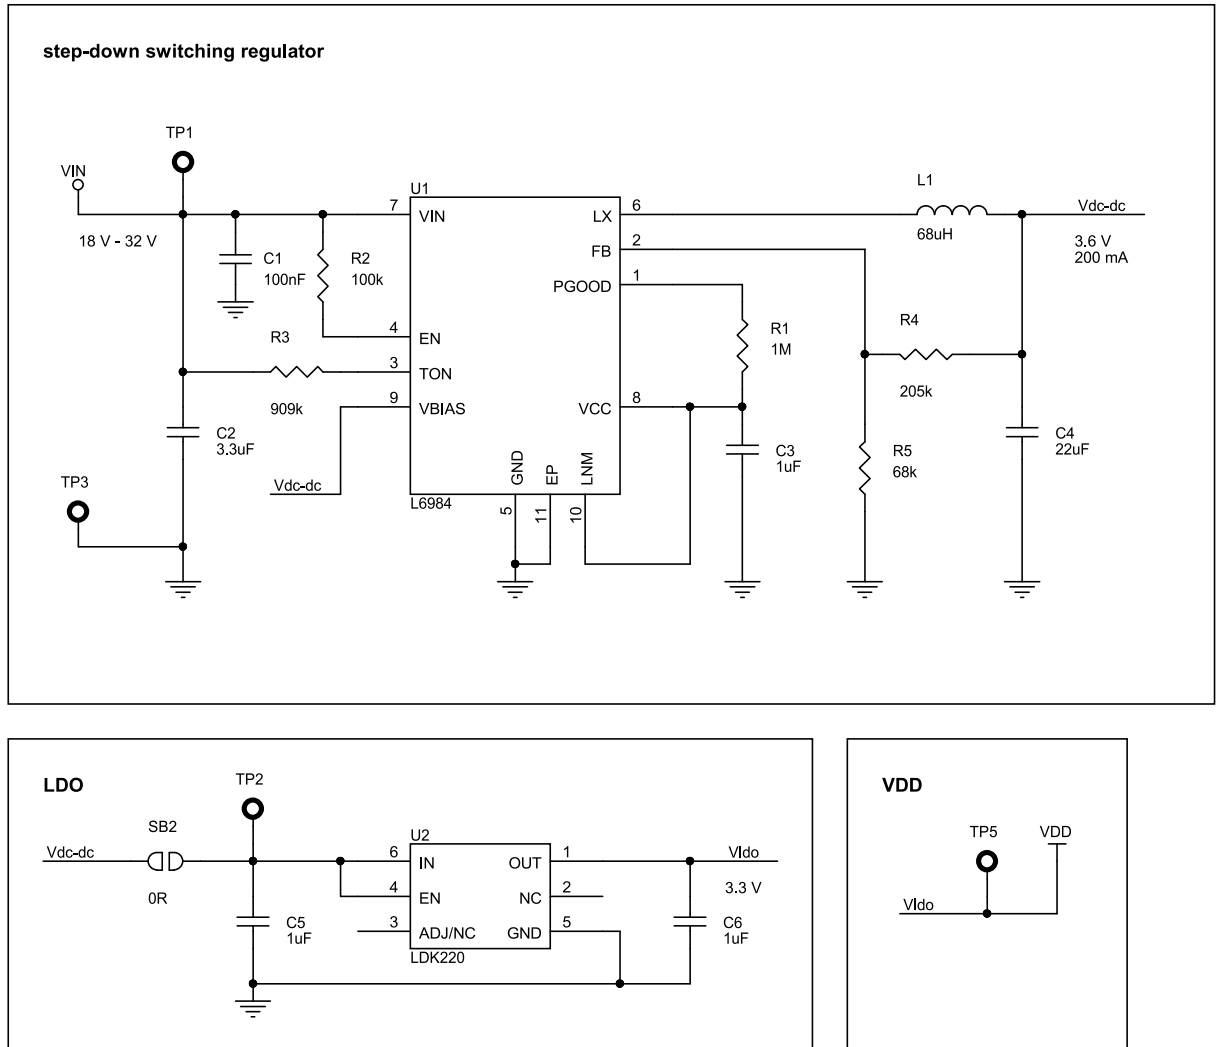 step-down switching regulator
TP1
VIN
18 V - 32 V
C1
100nF
R2
100k
R3
909k
C2
3.3uF
TP3
Vdc-dc
U1
7
VIN
4
EN
3
TON
9
VBIAS
LX
6
FB
2
PGOOD
1
VCC
8
GND
5
EP
11
LNM
10
L6984
L1
68uH
Vdc-dc
3.6 V
200 mA
R1
1M
R4
205k
C3
1uF
R5
68k
C4
22uF
LDO
TP2
SB2
Vdc-dc
0R
C5
1uF
U2
6
IN
4
EN
3
ADJ/NC
OUT
1
NC
2
GND
5
LDK220
Vldo
3.3 V
C6
1uF
VDD
TP5
VDD
Vldo